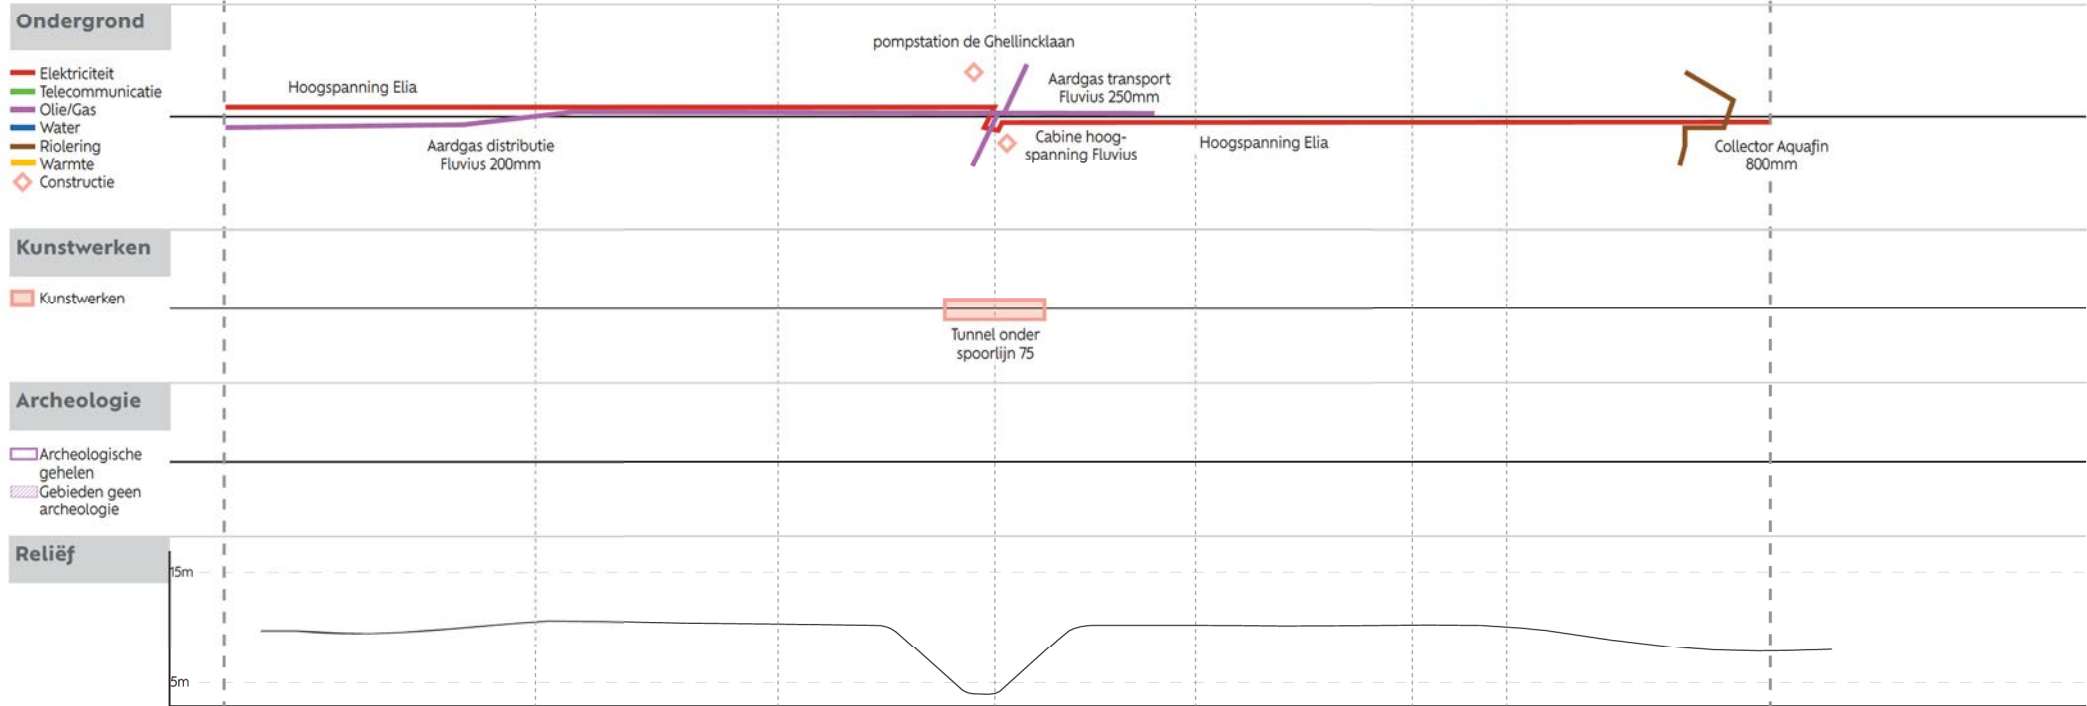 Ondergrond
Elektriciteit
Telecommunicatie
Olie/Gas
Water
Riolering
Warmte
Constructie
Hoogspanning Elia
Aardgas distributie
Fluvius 200mm
pompstation de Ghellincklaan
Aardgas transport
Fluvius 250mm
Cabine hoog-
spanning Fluvius
Hoogspanning Elia
Collector Aquafin
800mm
Kunstwerken
Kunstwerken
Tunnel onder
spoorlijn 75
Archeologie
Archeologische
gehelen
Gebieden geen
archeologie
Reliëf
15m
5m